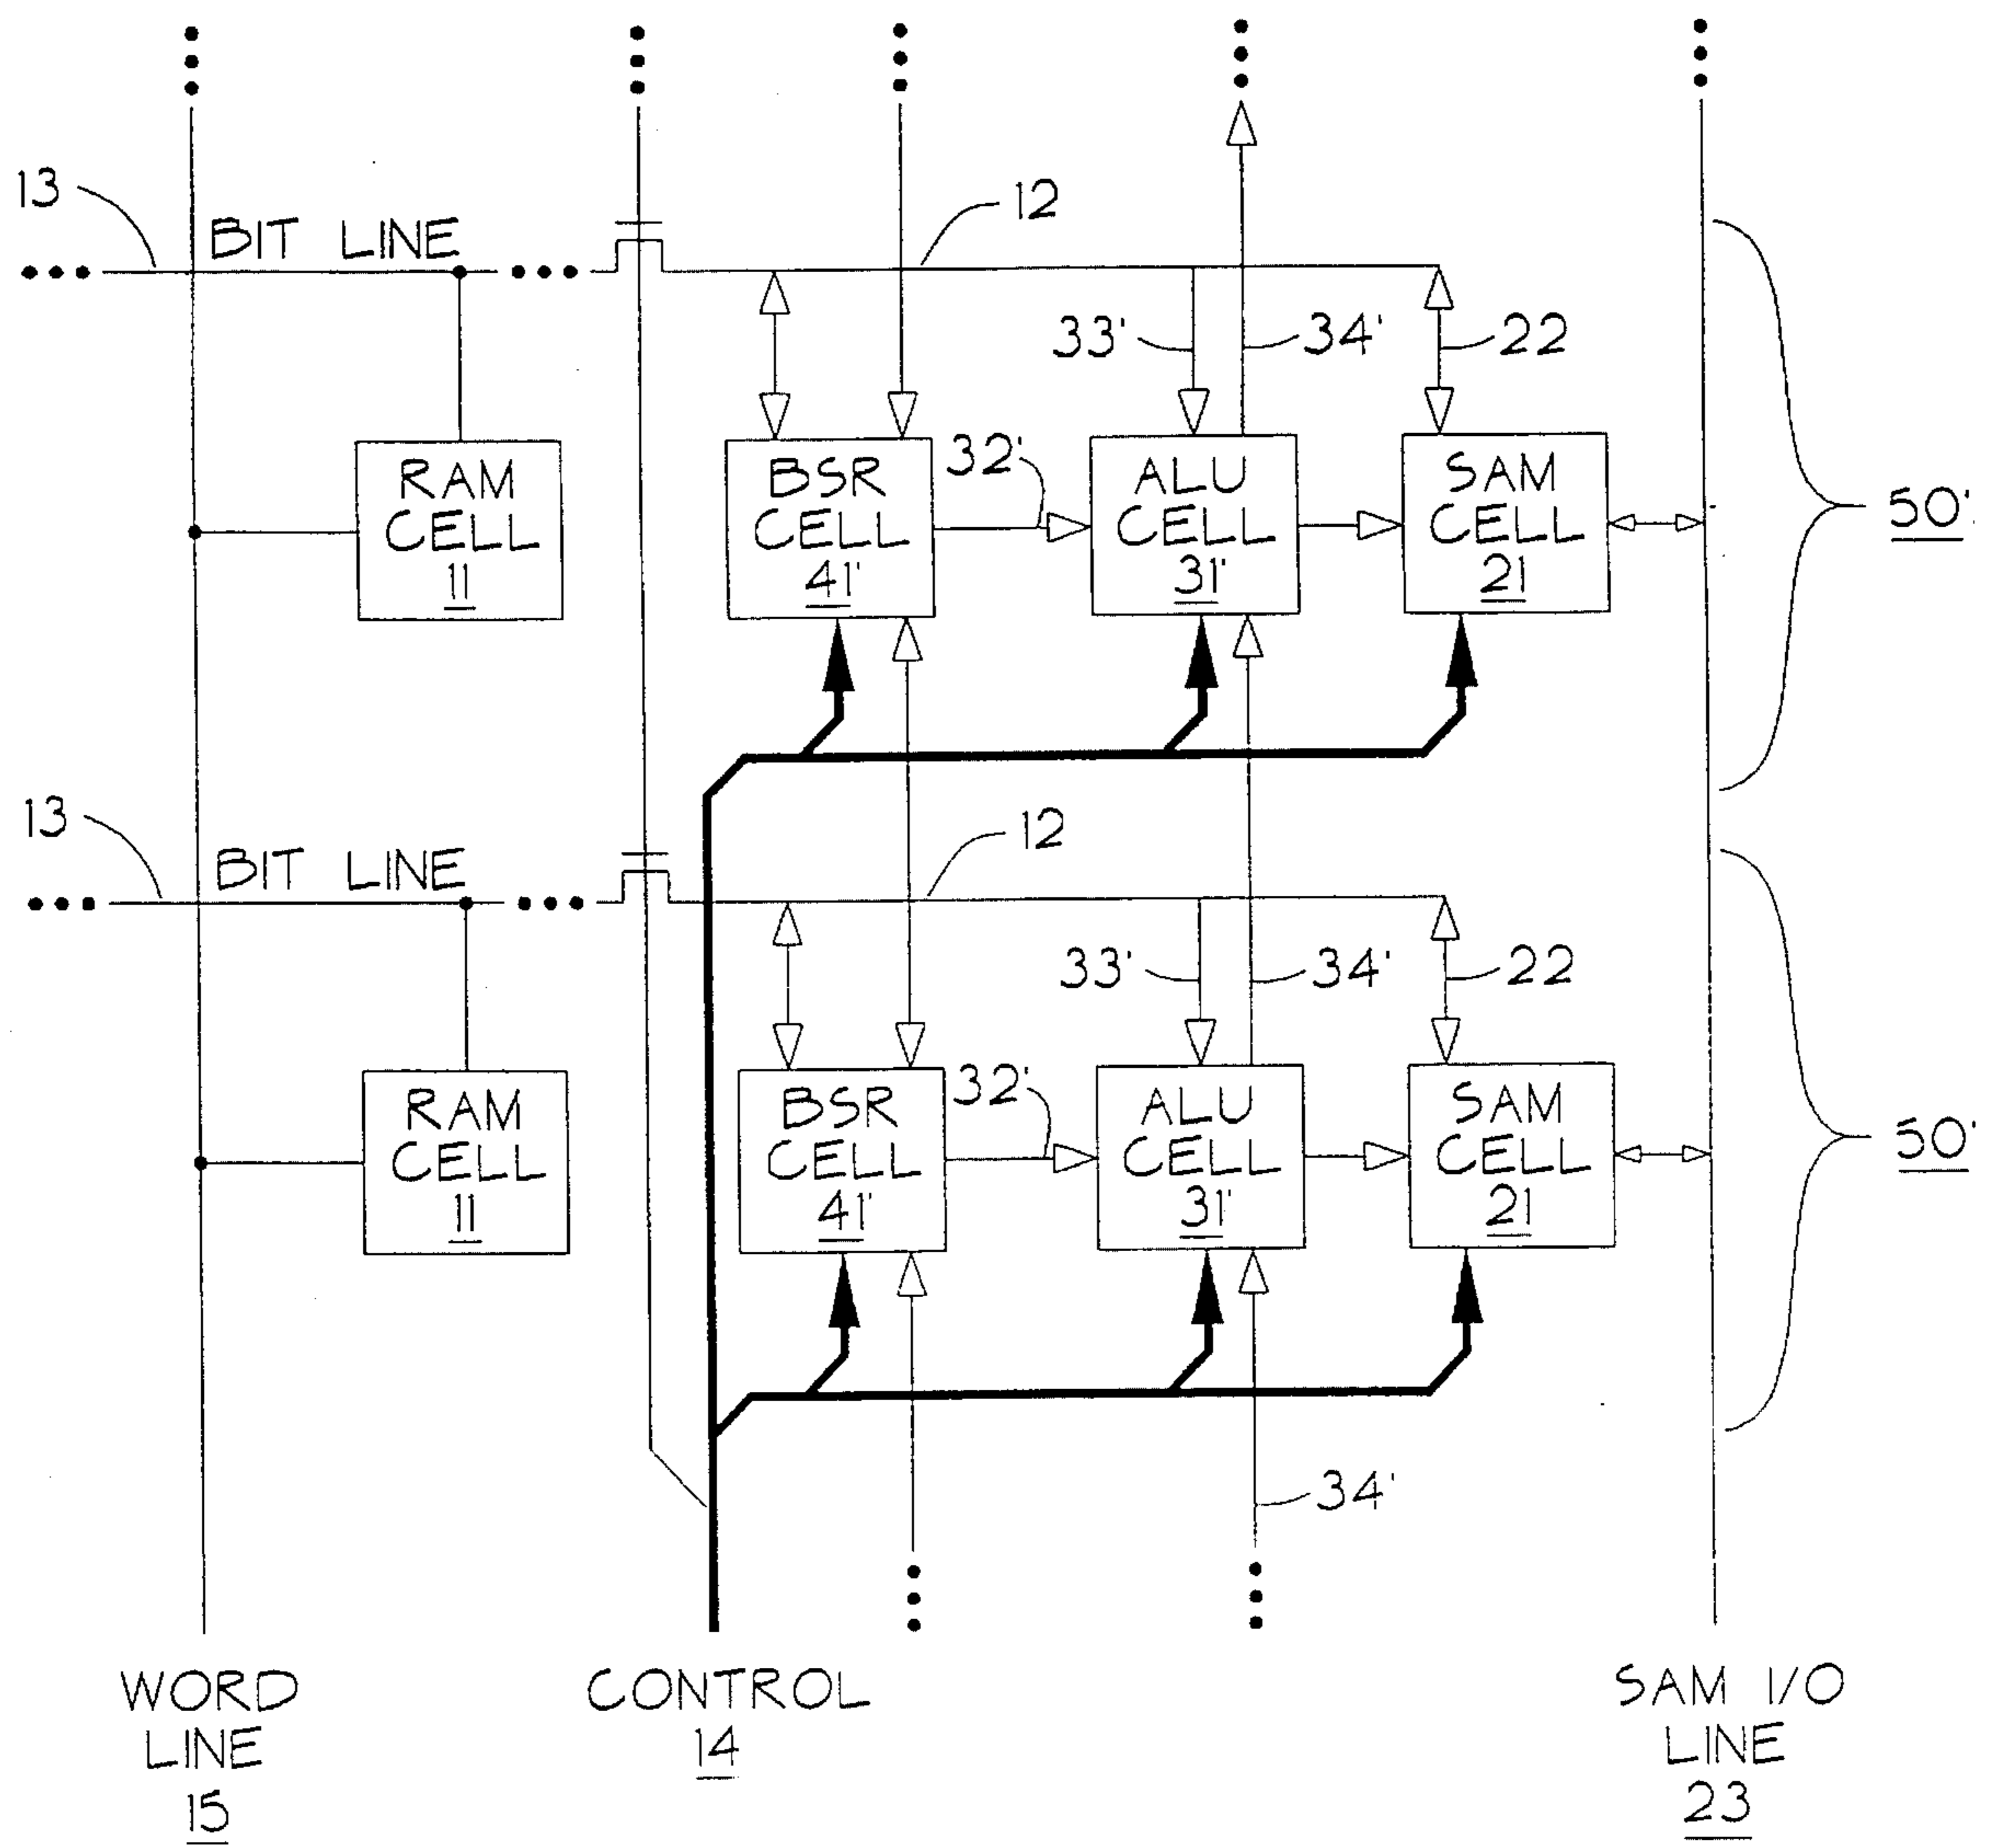 13
BIT LINE
12
33'
34'
22
RAM
CELL
11
BSR
CELL
41'
32'
ALU
CELL
31'
SAM
CELL
21
50'
13
BIT LINE
12
33'
34'
22
RAM
CELL
11
BSR
CELL
41'
32'
ALU
CELL
31'
SAM
CELL
21
50'
34'
WORD
LINE
15
CONTROL
14
SAM I/O
LINE
23